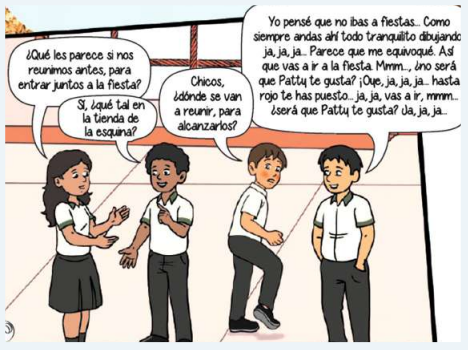 ¿Qué les parece si nos
reunimos antes, para
entrar juntos a la fiesta?
Sí, ¿qué tal en
la tienda de
la esquina?
Chicos,
¿dónde se van
a reunir, para
alcanzarlos?
Yo pensé que no ibas a fiestas... Como
siempre andas ahí todo tranquilito dibujando
ja, ja, ja... Parece que me equivoqué. Así
que vas a ir a la fiesta. Mmm..., ¿no será
que Patty te gusta? ¡Oye, ja, ja, ja... hasta
rojo te has puesto... ja, ja, vas a ir, mmm...
¿será que Patty te gusta? Ja, ja, ja...